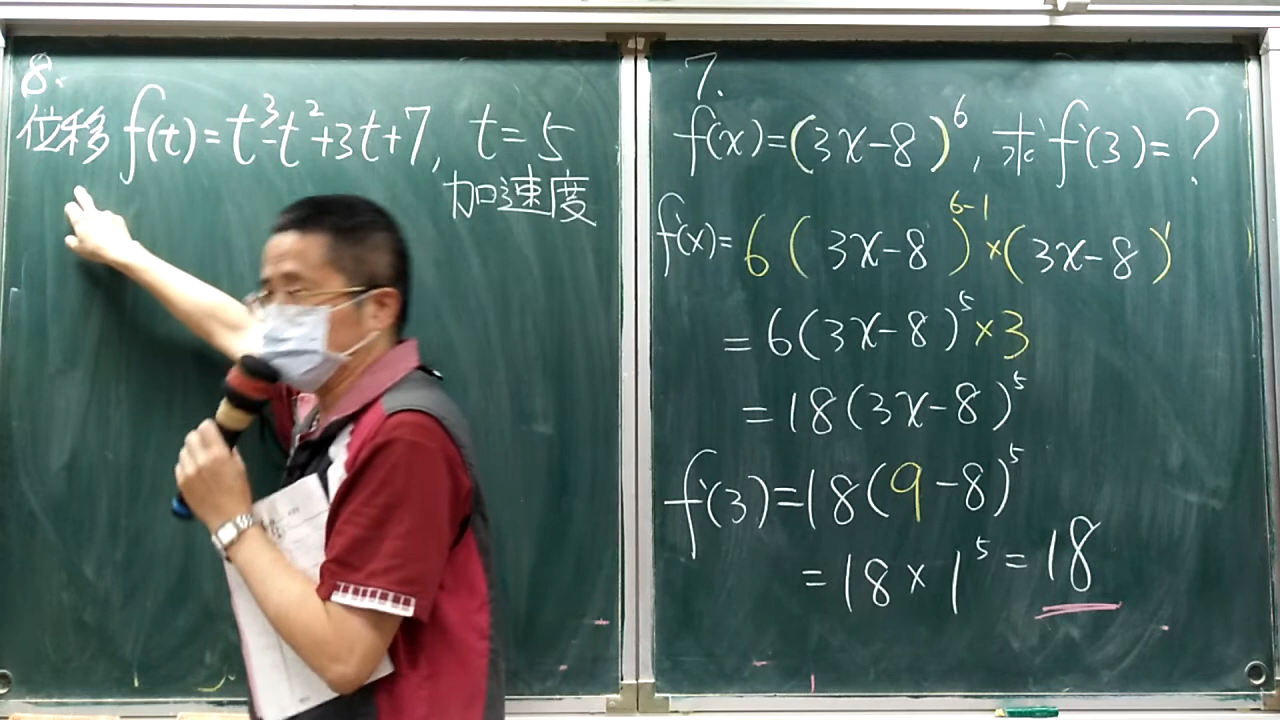 8.
位移 f(t)=t³-t²+3t+7, t=5
加速度
7.
f(x)=(3x-8)⁶, 求f'(3)=?
f'(x)=6(3x-8)⁶⁻¹×(3x-8)'
=6(3x-8)⁵×3
=18(3x-8)⁵
f'(3)=18(9-8)⁵
=18×1⁵=18